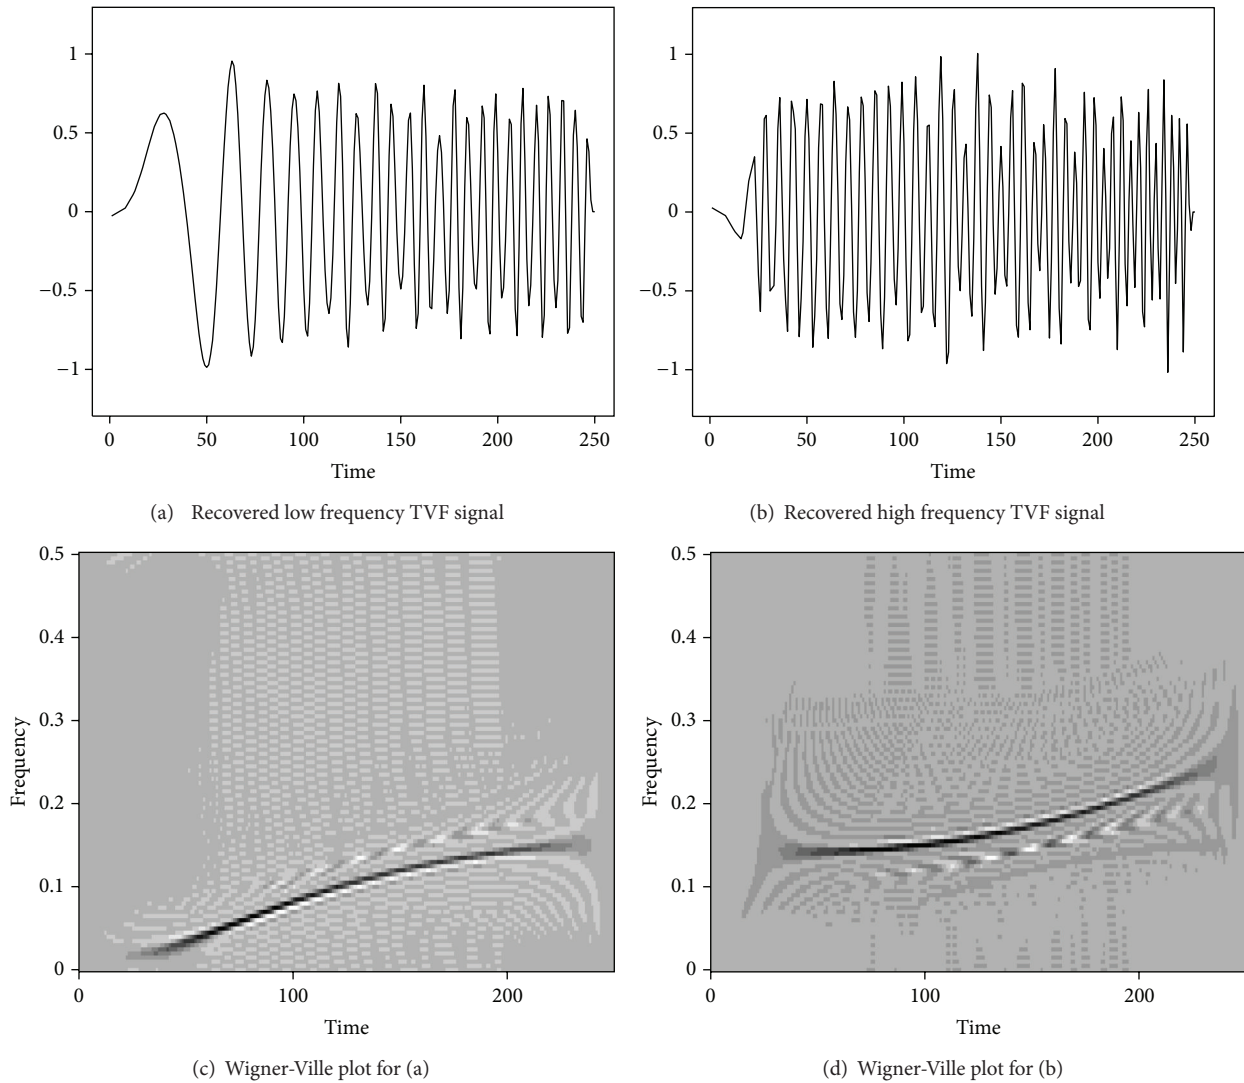 1
0.5
0
−0.5
−1
0 50 100 150 200 250
Time
(a) Recovered low frequency TVF signal
1
0.5
0
−0.5
−1
0 50 100 150 200 250
Time
(b) Recovered high frequency TVF signal
0.5
0.4
0.3
0.2
0.1
0
Frequency
0 100 200
Time
(c) Wigner-Ville plot for (a)
0.5
0.4
0.3
0.2
0.1
0
Frequency
0 100 200
Time
(d) Wigner-Ville plot for (b)